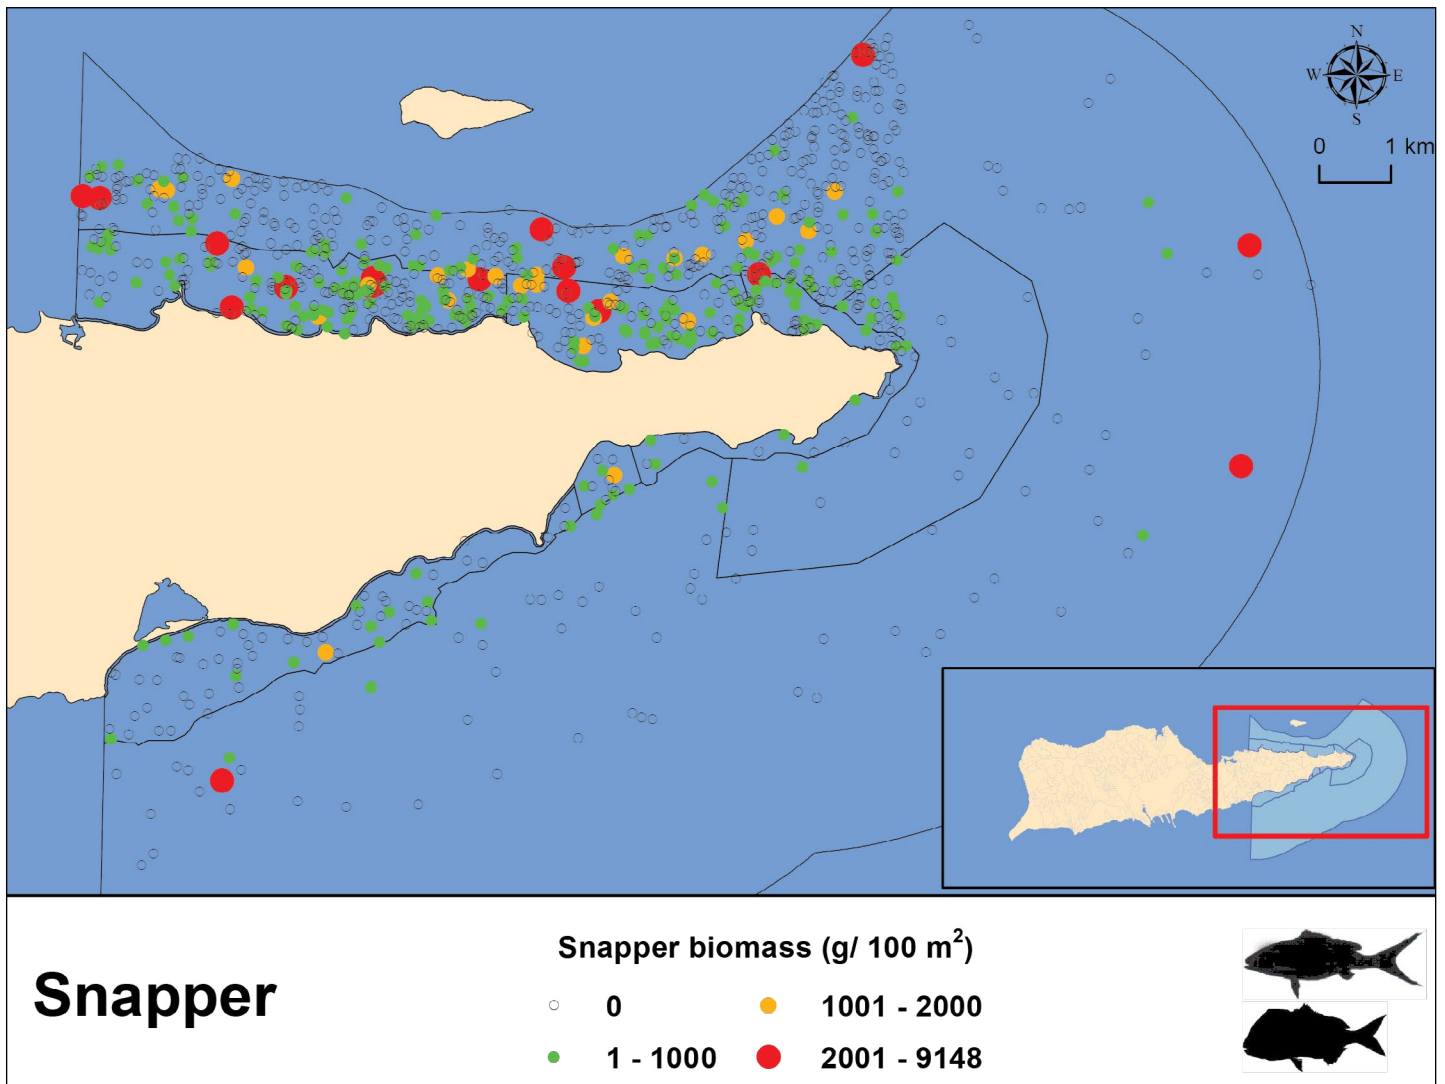 N
W E
S
0 1 km
Snapper biomass (g/ 100 m²)
Snapper
0 1001 - 2000
1 - 1000 2001 - 9148